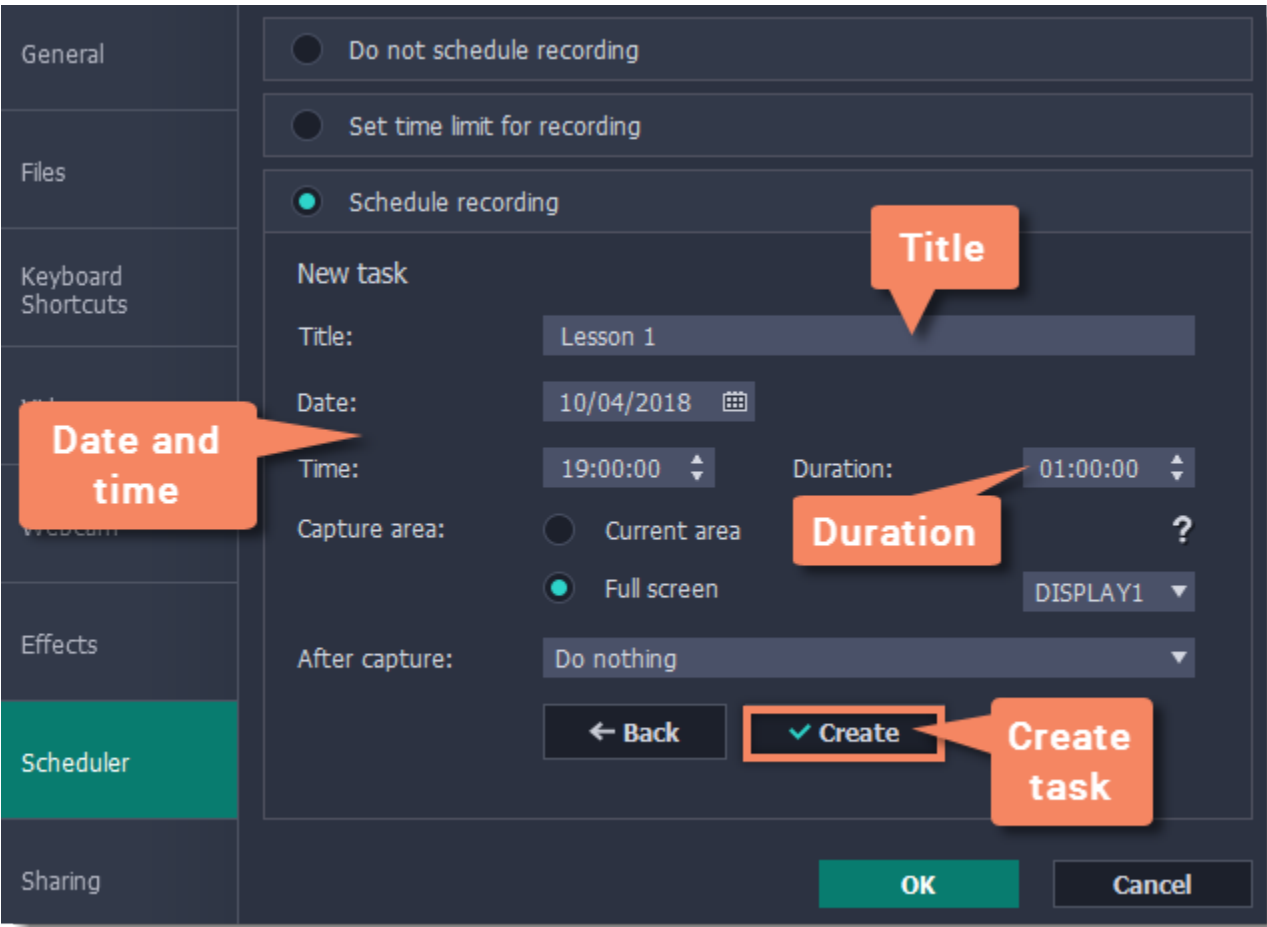 General
Files
Keyboard
Shortcuts
Effects
Scheduler
Sharing
Do not schedule recording
Set time limit for recording
Schedule recording
New task
Title
Title: Lesson 1
Date: 10/04/2018
Date and
time
Time: 19:00:00 Duration: 01:00:00
Duration
Capture area: Current area ?
Full screen DISPLAY1
After capture: Do nothing
← Back ✓ Create
Create
task
OK Cancel